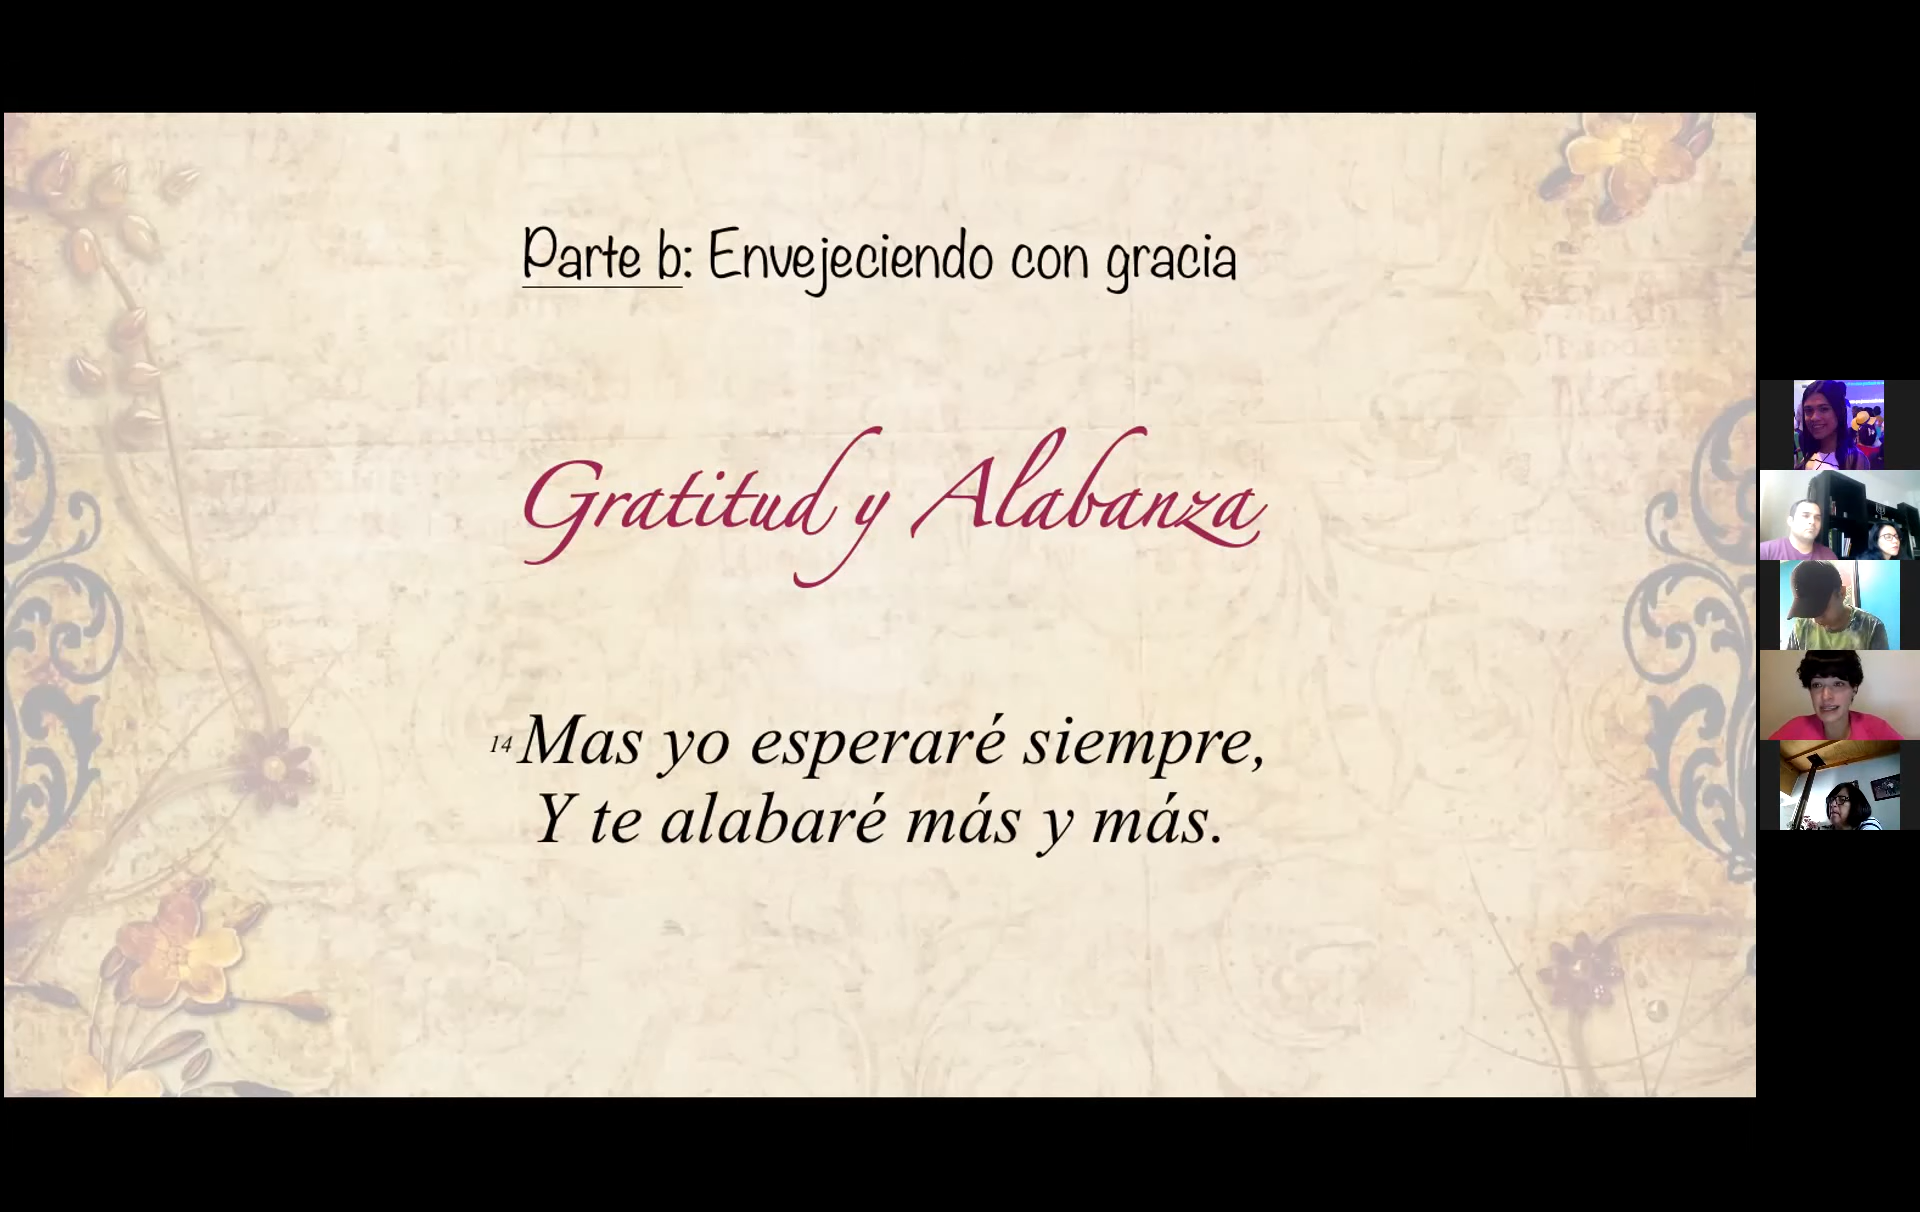 Parte b: Envejeciendo con gracia
Gratitud y Alabanza
14 Mas yo esperaré siempre,
Y te alabaré más y más.